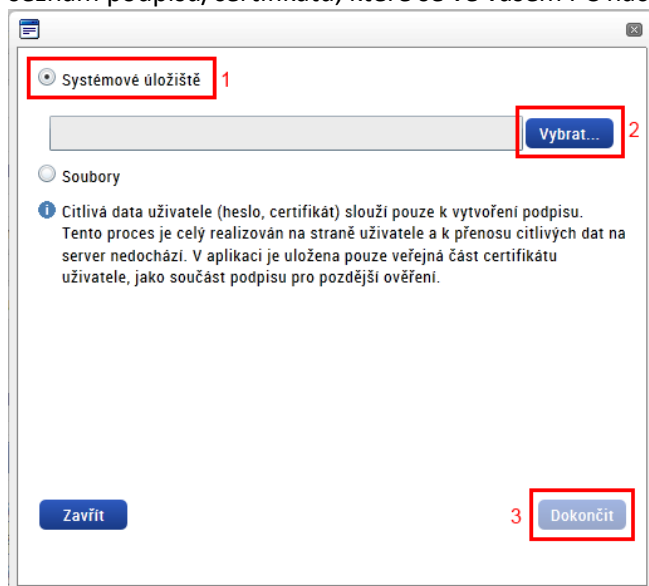 Systémové úložiště 1
Vybrat... 2
Soubory
Citlivá data uživatele (heslo, certifikát) slouží pouze k vytvoření podpisu.
Tento proces je celý realizován na straně uživatele a k přenosu citlivých dat na
server nedochází. V aplikaci je uložena pouze veřejná část certifikátu
uživatele, jako součást podpisu pro pozdější ověření.
Zavřít 3 Dokončit